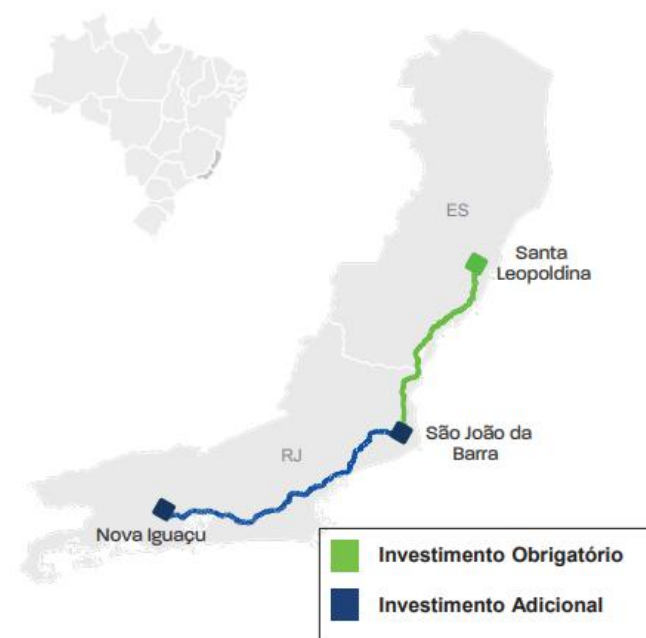 ES
Santa
Leopoldina
São João da
Barra
RJ
Nova Iguaçu
Investimento Obrigatório
Investimento Adicional